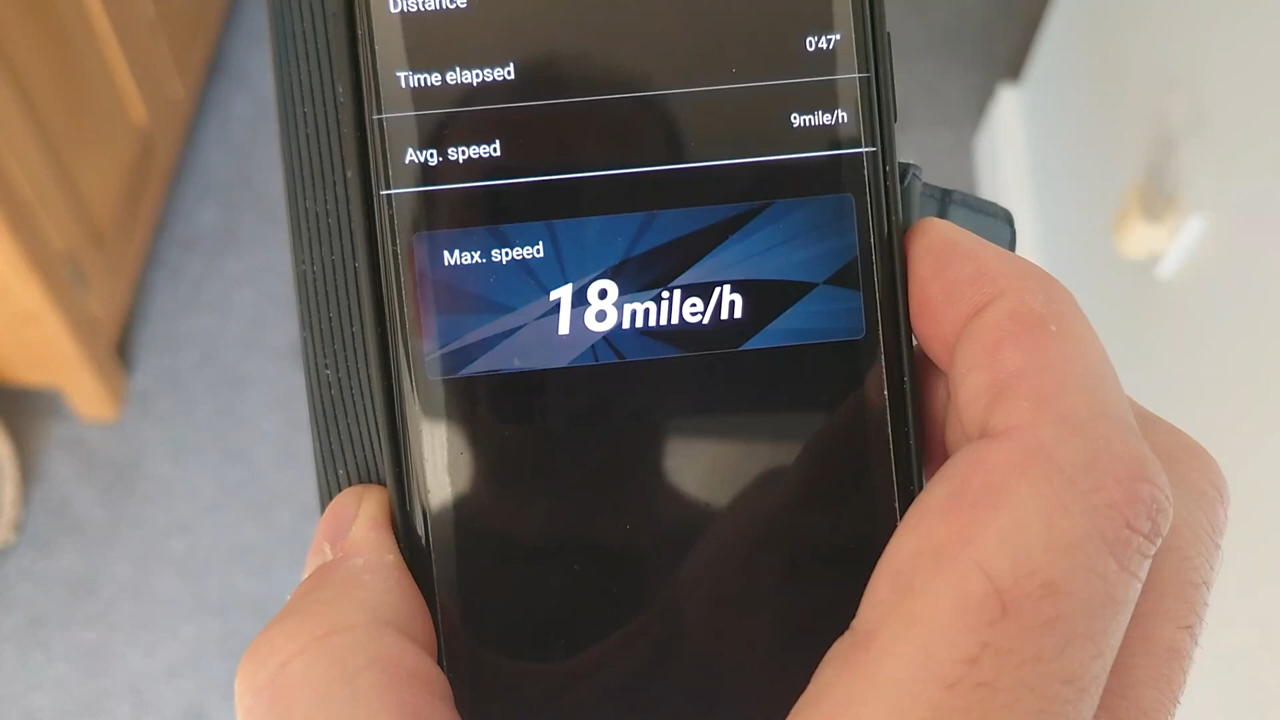 Distance
0'47"
Time elapsed
9mile/h
Avg. speed
Max. speed
18mile/h